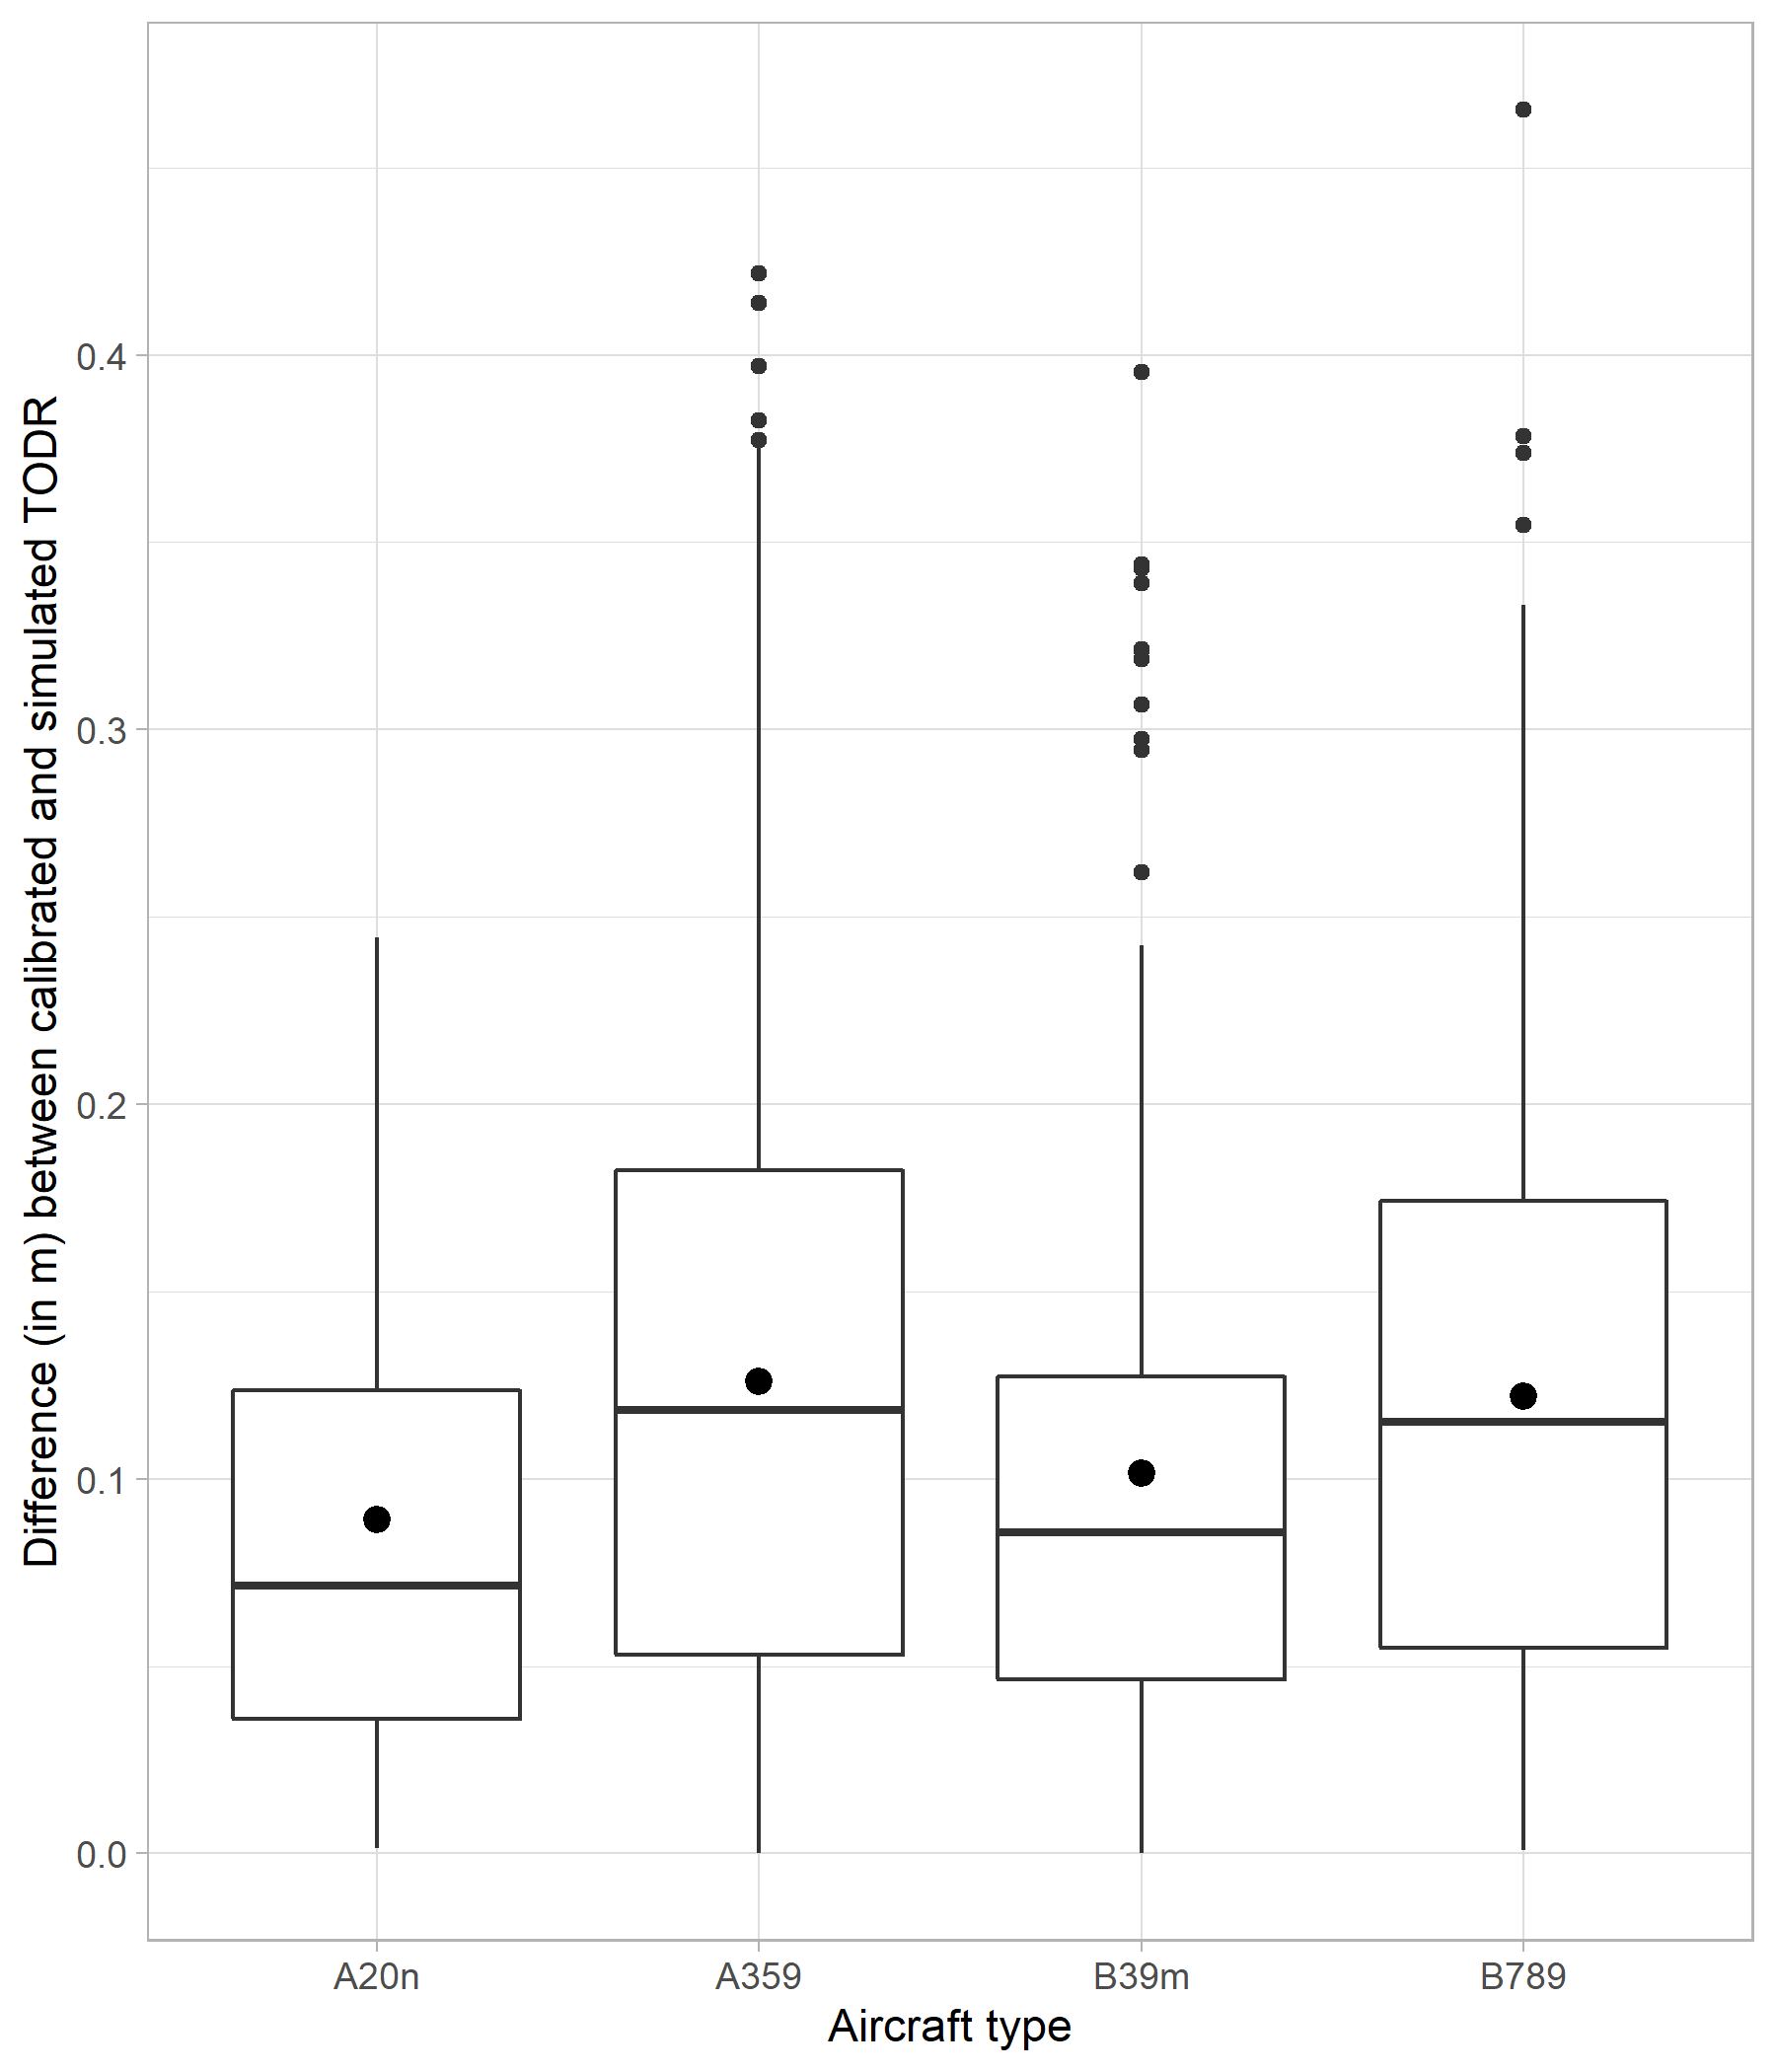 Difference (in m) between calibrated and simulated TODR
0.4
0.3
0.2
0.1
0.0
A20n A359 B39m B789
Aircraft type